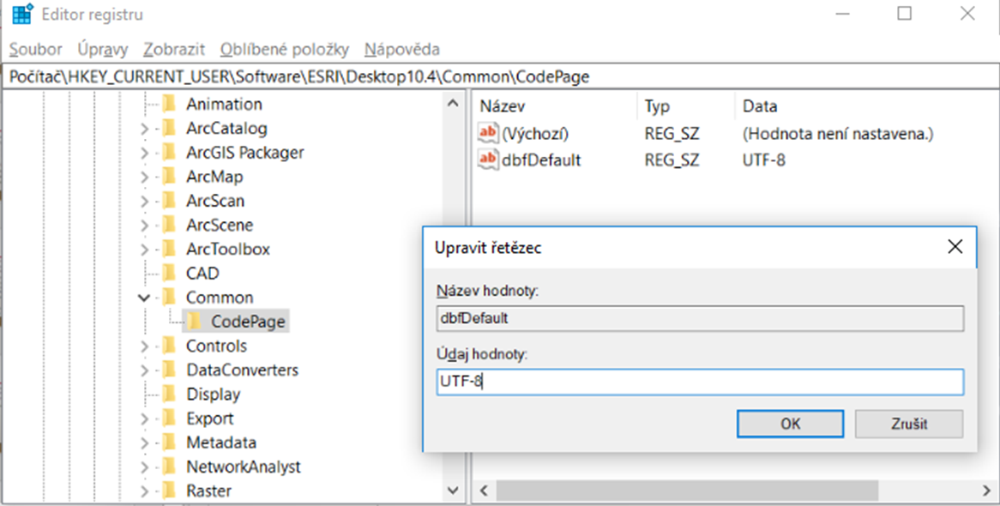 Editor registru
Soubor Úpravy Zobrazit Oblíbené položky Nápověda
Počítač\HKEY_CURRENT_USER\Software\ESRI\Desktop10.4\Common\CodePage
Animation
ArcCatalog
ArcGIS Packager
ArcMap
ArcScan
ArcScene
ArcToolbox
CAD
Common
CodePage
Controls
DataConverters
Display
Export
Metadata
NetworkAnalyst
Raster
Název Typ Data
ab (Výchozí) REG_SZ (Hodnota není nastavena.)
ab dbfDefault REG_SZ UTF-8
Upravit řetězec
Název hodnoty:
dbfDefault
Údaj hodnoty:
UTF-8
OK Zrušit